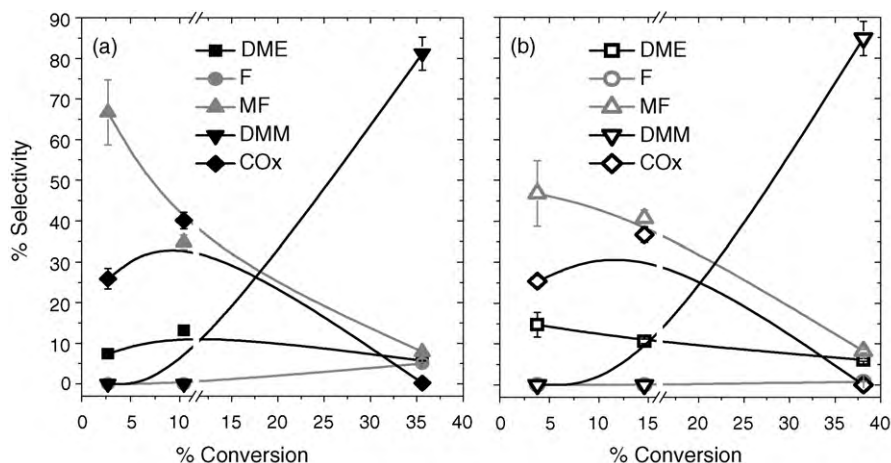 (a)
DME
F
MF
DMM
COx
% Selectivity
90
80
70
60
50
40
30
20
10
0
0 5 10 15 20 25 30 35 40
% Conversion
(b)
DME
F
MF
DMM
COx
0 5 10 15 20 25 30 35 40
% Conversion